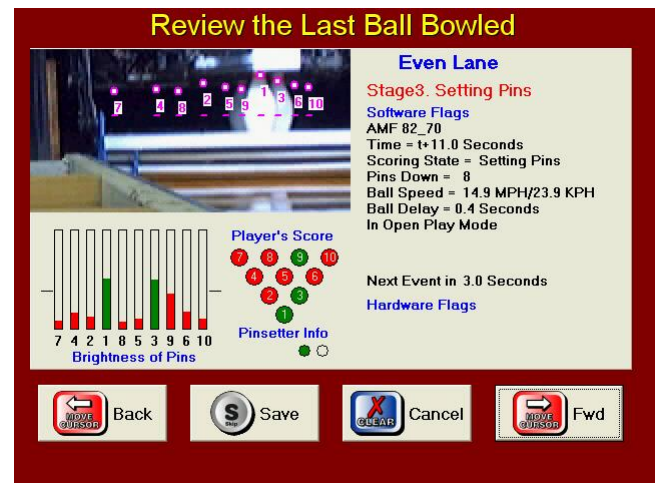 Review the Last Ball Bowled
7 4 8 2 5 9 1 3 6 10
Even Lane
Stage3. Setting Pins
Software Flags
AMF 82_70
Time = t+11.0 Seconds
Scoring State = Setting Pins
Pins Down = 8
Ball Speed = 14.9 MPH/23.9 KPH
Ball Delay = 0.4 Seconds
In Open Play Mode
Next Event in 3.0 Seconds
Hardware Flags
7 4 2 1 8 5 3 9 6 10
Brightness of Pins
Player's Score
7 8 9 10
4 5 6
2 3
1
Pinsetter Info
MOVE CURSOR Back
S Skip Save
X CLEAR Cancel
MOVE CURSOR Fwd